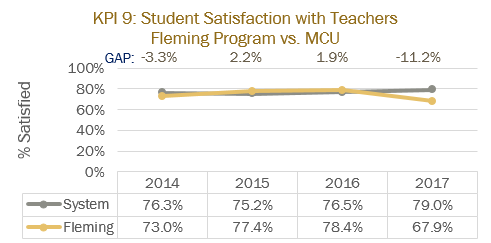 KPI 9: Student Satisfaction with Teachers
Fleming Program vs. MCU
GAP: -3.3% 2.2% 1.9% -11.2%
100%
80%
60%
40%
20%
0%
% Satisfied
2014 2015 2016 2017
System 76.3% 75.2% 76.5% 79.0%
Fleming 73.0% 77.4% 78.4% 67.9%